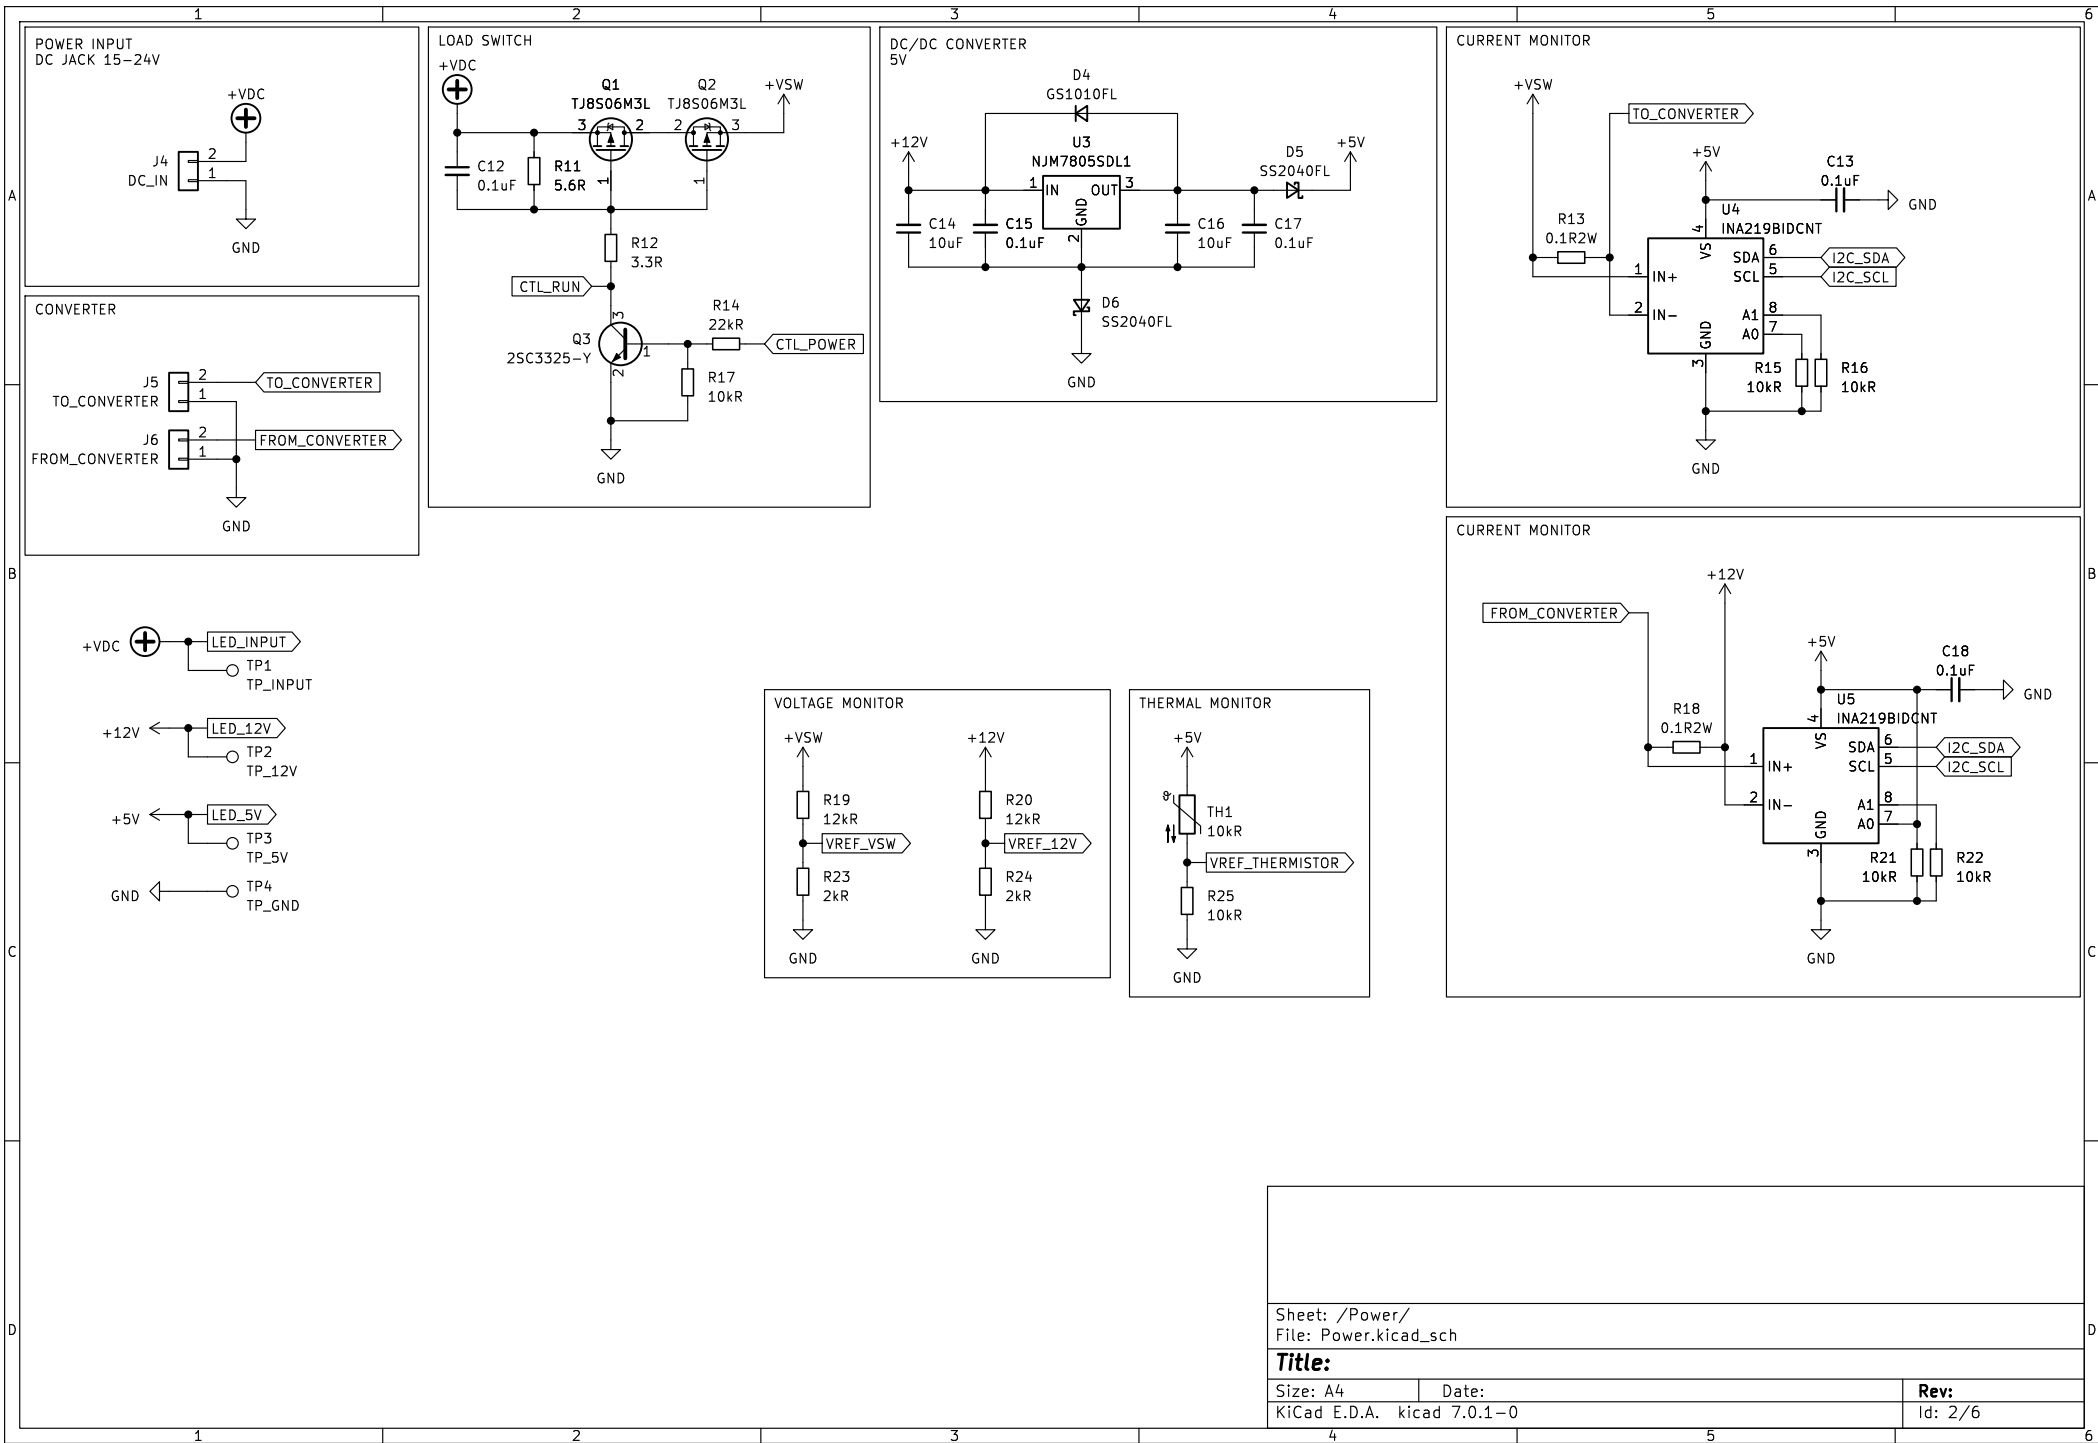 1
2
3
4
5
6
A
B
C
D
POWER INPUT
DC JACK 15-24V
+VDC
J4
DC_IN
2
1
GND
CONVERTER
J5
TO_CONVERTER
2
1
TO_CONVERTER
J6
FROM_CONVERTER
2
1
FROM_CONVERTER
GND
LOAD SWITCH
+VDC
Q1
TJ8S06M3L
3
2
1
Q2
TJ8S06M3L
2
3
1
+VSW
C12
0.1uF
R11
5.6R
R12
3.3R
CTL_RUN
Q3
2SC3325-Y
3
1
2
R14
22kR
CTL_POWER
R17
10kR
GND
DC/DC CONVERTER
5V
D4
GS1010FL
+12V
U3
NJM7805SDL1
1
IN
OUT
3
GND
2
D5
SS2040FL
+5V
C14
10uF
C15
0.1uF
C16
10uF
C17
0.1uF
D6
SS2040FL
GND
CURRENT MONITOR
+VSW
TO_CONVERTER
+5V
C13
0.1uF
GND
R13
0.1R2W
U4
INA219BIDCNT
4
VS
SDA
6
I2C_SDA
SCL
5
I2C_SCL
1
IN+
2
IN-
A1
8
A0
7
GND
3
R15
10kR
R16
10kR
GND
CURRENT MONITOR
+12V
FROM_CONVERTER
+5V
C18
0.1uF
GND
R18
0.1R2W
U5
INA219BIDCNT
4
VS
SDA
6
I2C_SDA
SCL
5
I2C_SCL
1
IN+
2
IN-
A1
8
A0
7
GND
3
R21
10kR
R22
10kR
GND
+VDC
LED_INPUT
TP1
TP_INPUT
+12V
LED_12V
TP2
TP_12V
+5V
LED_5V
TP3
TP_5V
GND
TP4
TP_GND
VOLTAGE MONITOR
+VSW
R19
12kR
VREF_VSW
R23
2kR
GND
+12V
R20
12kR
VREF_12V
R24
2kR
GND
THERMAL MONITOR
+5V
ϑ
TH1
10kR
VREF_THERMISTOR
R25
10kR
GND
Sheet: /Power/
File: Power.kicad_sch
Title:
Size: A4
Date:
Rev:
KiCad E.D.A. kicad 7.0.1-0
Id: 2/6
A
B
C
D
1
2
3
4
5
6